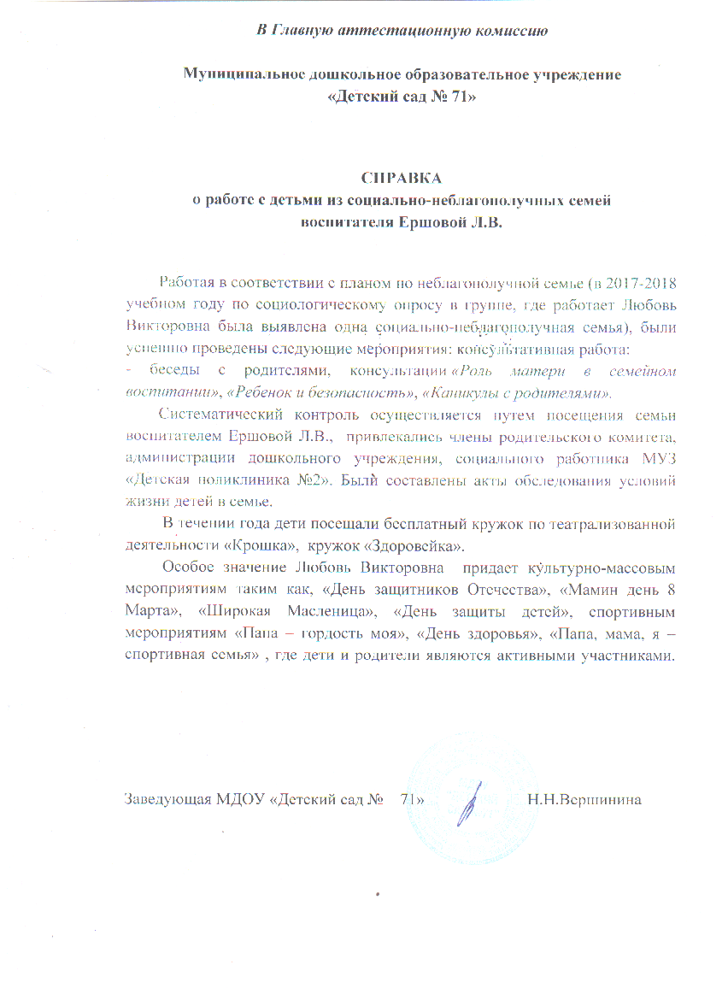 В Главную аттестационную комиссию
Муниципальное дошкольное образовательное учреждение
«Детский сад № 71»
СПРАВКА
о работе с детьми из социально-неблагополучных семей
воспитателя Ершовой Л.В.
Работая в соответствии с планом по неблагополучной семье (в 2017-2018
учебном году по социологическому опросу в группе, где работает Любовь
Викторовна была выявлена одна социально-неблагополучная семья), были
успешно проведены следующие мероприятия: консультативная работа:
- беседы с родителями, консультации «Роль матери в семейном
воспитании», «Ребенок и безопасность», «Каникулы с родителями».
Систематический контроль осуществляется путем посещения семьи
воспитателем Ершовой Л.В., привлекались члены родительского комитета,
администрации дошкольного учреждения, социального работника МУЗ
«Детская поликлиника №2». Были составлены акты обследования условий
жизни детей в семье.
В течении года дети посещали бесплатный кружок по театрализованной
деятельности «Крошка», кружок «Здоровейка».
Особое значение Любовь Викторовна придает культурно-массовым
мероприятиям таким как, «День защитников Отечества», «Мамин день 8
Марта», «Широкая Масленица», «День защиты детей», спортивным
мероприятиям «Папа – гордость моя», «День здоровья», «Папа, мама, я –
спортивная семья» , где дети и родители являются активными участниками.
Заведующая МДОУ «Детский сад № 71» Н.Н.Вершинина